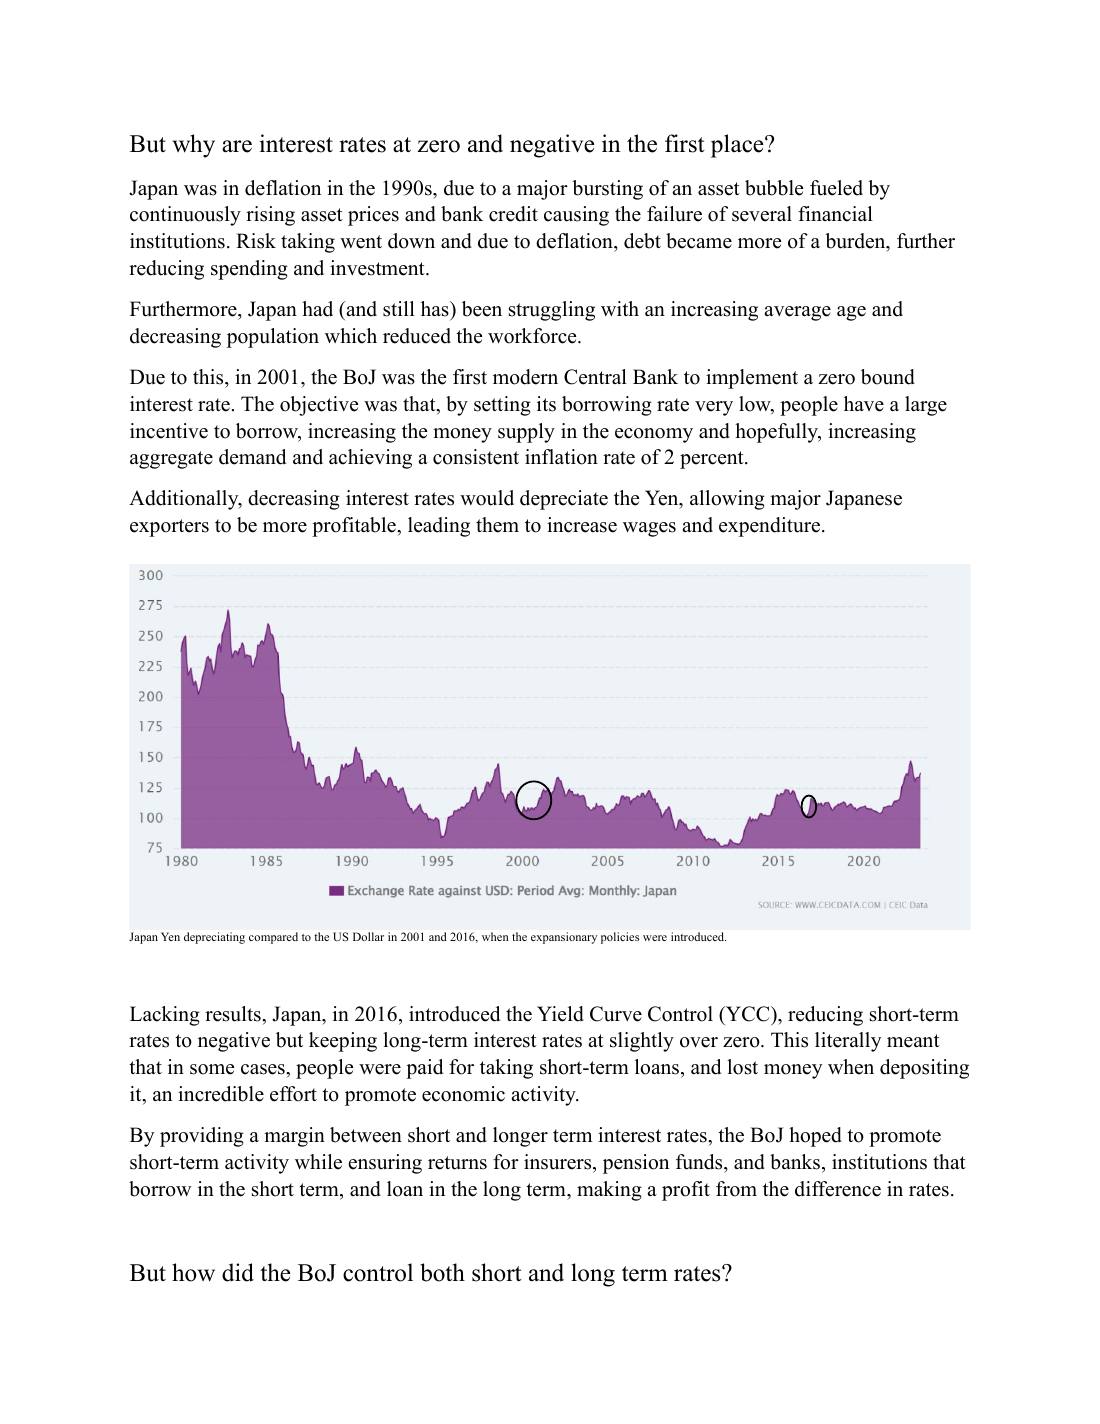 But why are interest rates at zero and negative in the first place?
Japan was in deflation in the 1990s, due to a major bursting of an asset bubble fueled by
continuously rising asset prices and bank credit causing the failure of several financial
institutions. Risk taking went down and due to deflation, debt became more of a burden, further
reducing spending and investment.
Furthermore, Japan had (and still has) been struggling with an increasing average age and
decreasing population which reduced the workforce.
Due to this, in 2001, the BoJ was the first modern Central Bank to implement a zero bound
interest rate. The objective was that, by setting its borrowing rate very low, people have a large
incentive to borrow, increasing the money supply in the economy and hopefully, increasing
aggregate demand and achieving a consistent inflation rate of 2 percent.
Additionally, decreasing interest rates would depreciate the Yen, allowing major Japanese
exporters to be more profitable, leading them to increase wages and expenditure.
300
275
250
225
200
175
150
125
100
75
1980 1985 1990 1995 2000 2005 2010 2015 2020
Exchange Rate against USD: Period Avg: Monthly: Japan
SOURCE: WWW.CEICDATA.COM | CEIC Data
Japan Yen depreciating compared to the US Dollar in 2001 and 2016, when the expansionary policies were introduced.
Lacking results, Japan, in 2016, introduced the Yield Curve Control (YCC), reducing short-term
rates to negative but keeping long-term interest rates at slightly over zero. This literally meant
that in some cases, people were paid for taking short-term loans, and lost money when depositing
it, an incredible effort to promote economic activity.
By providing a margin between short and longer term interest rates, the BoJ hoped to promote
short-term activity while ensuring returns for insurers, pension funds, and banks, institutions that
borrow in the short term, and loan in the long term, making a profit from the difference in rates.
But how did the BoJ control both short and long term rates?